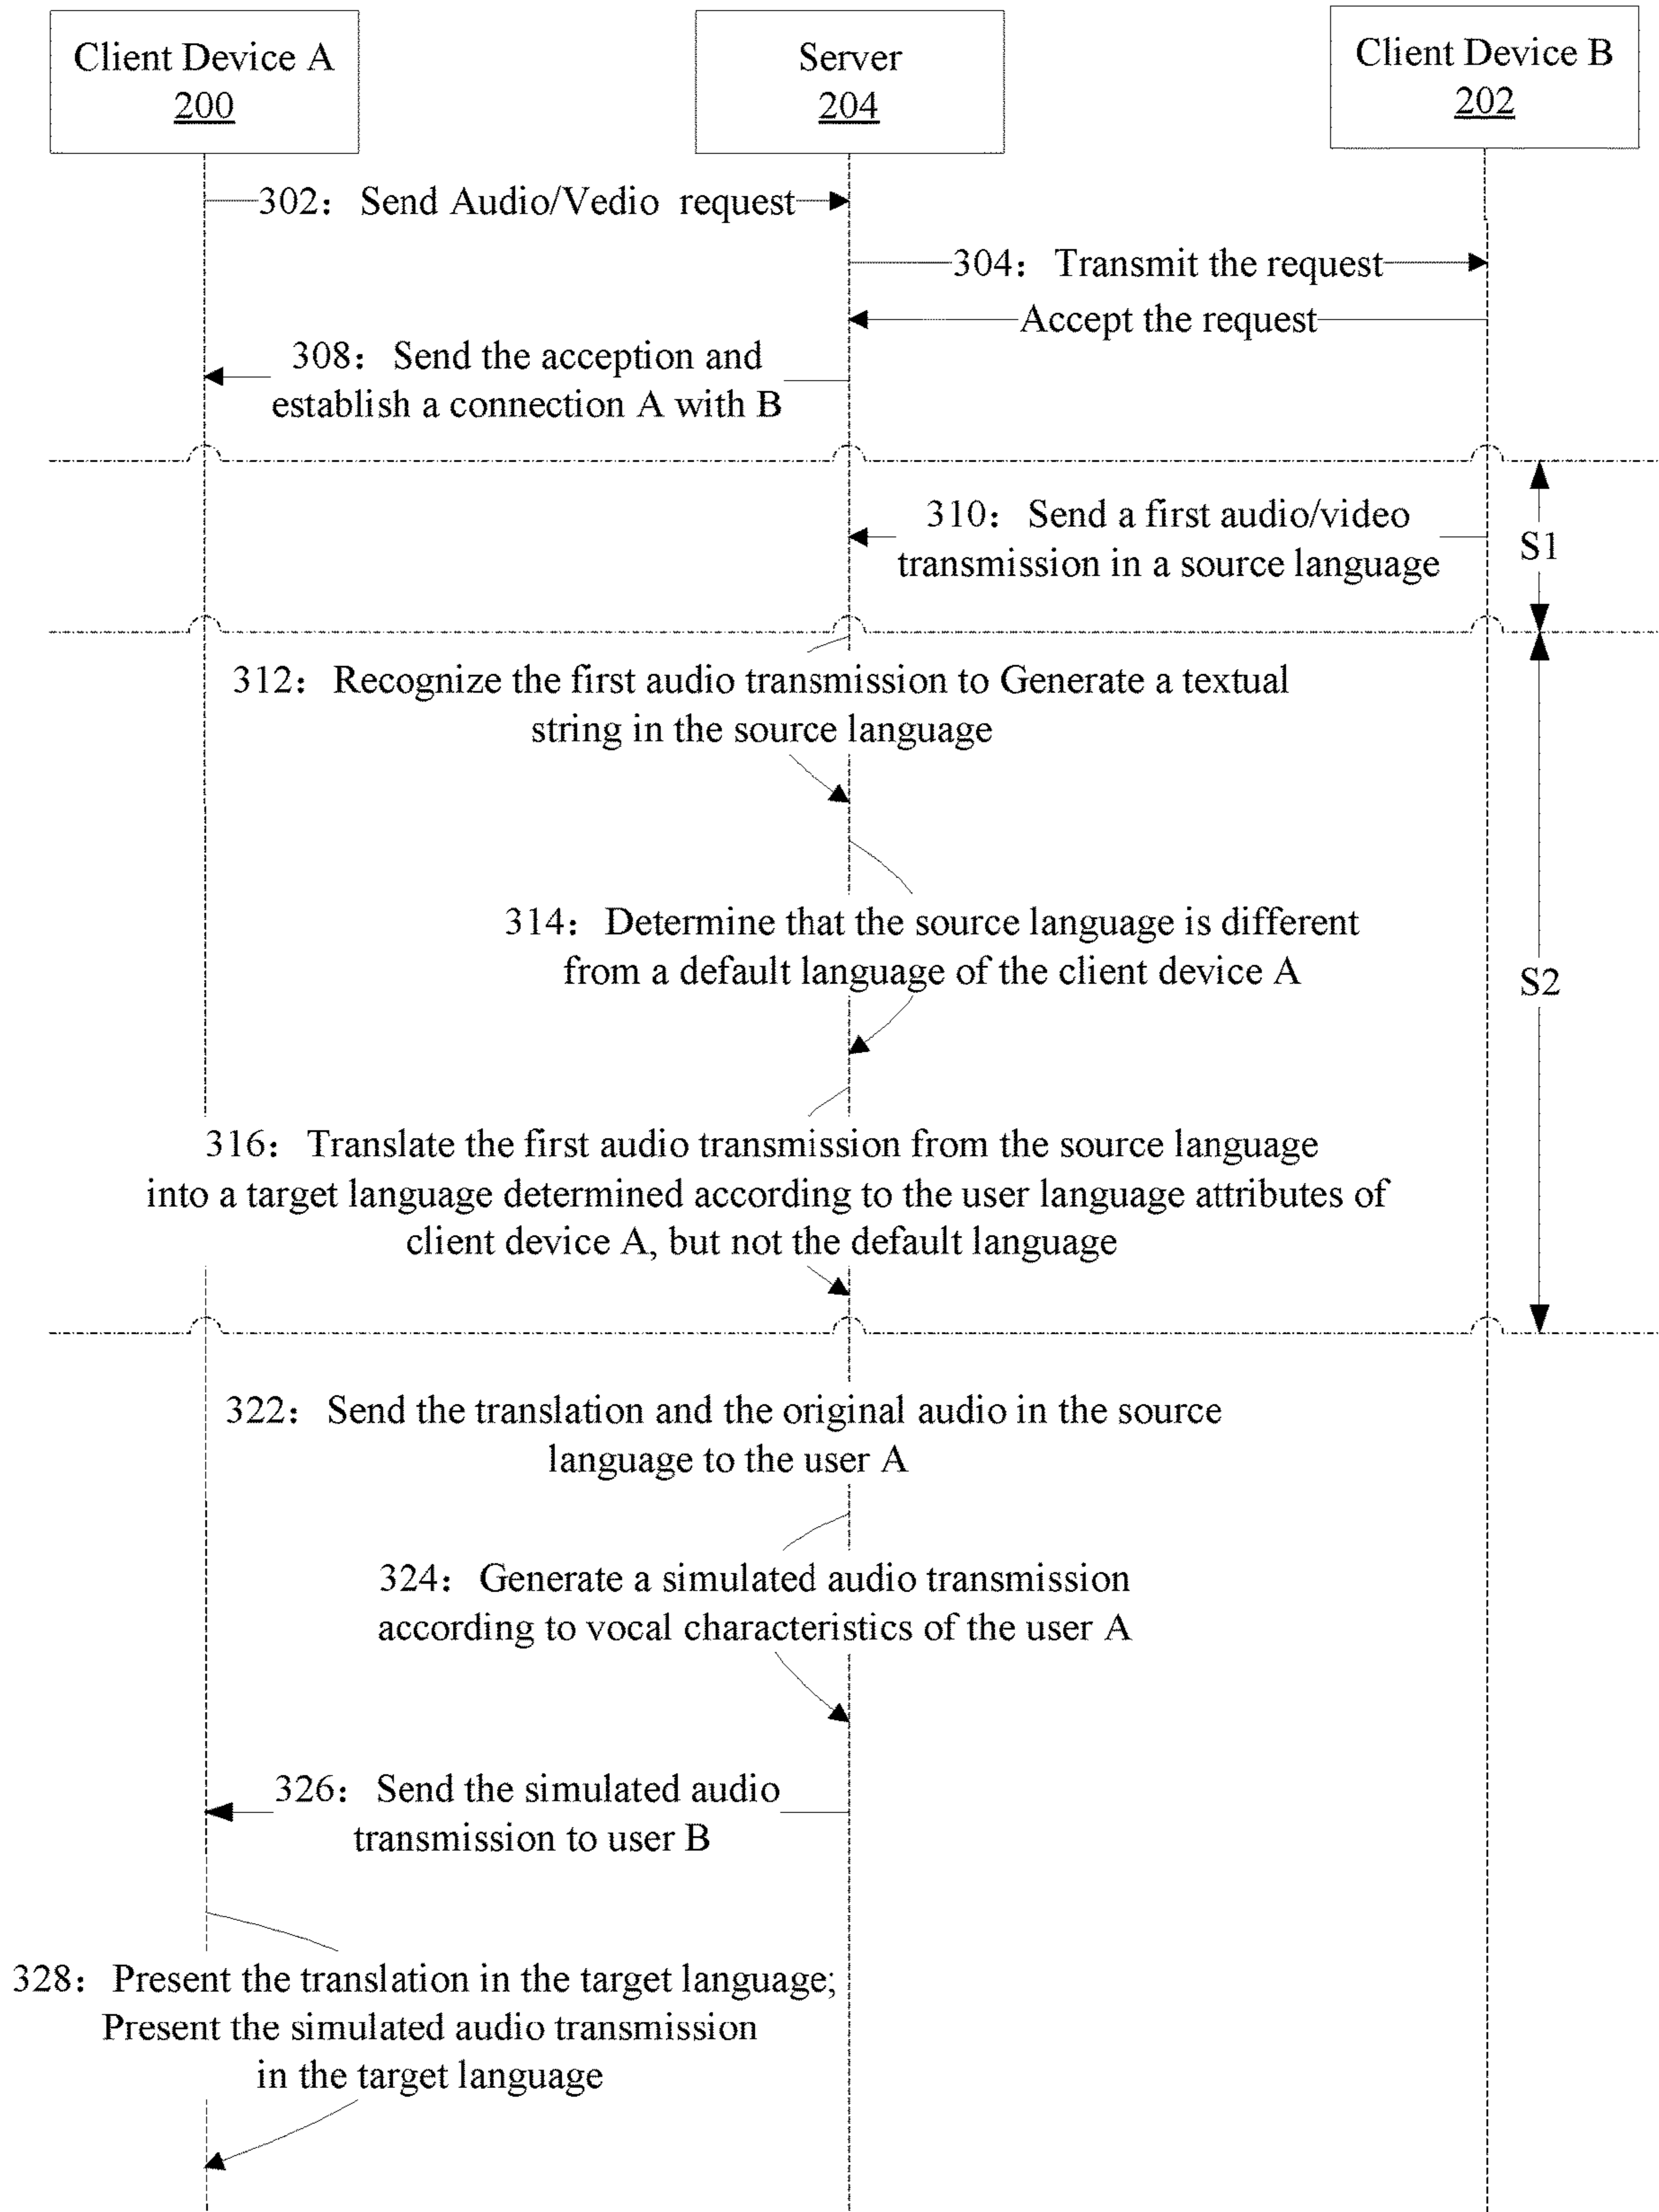 Client Device A
200
Server
204
Client Device B
202
302: Send Audio/Vedio request
304: Transmit the request
Accept the request
308: Send the acception and
establish a connection A with B
310: Send a first audio/video
transmission in a source language
S1
312: Recognize the first audio transmission to Generate a textual
string in the source language
314: Determine that the source language is different
from a default language of the client device A
S2
316: Translate the first audio transmission from the source language
into a target language determined according to the user language attributes of
client device A, but not the default language
322: Send the translation and the original audio in the source
language to the user A
324: Generate a simulated audio transmission
according to vocal characteristics of the user A
326: Send the simulated audio
transmission to user B
328: Present the translation in the target language;
Present the simulated audio transmission
in the target language